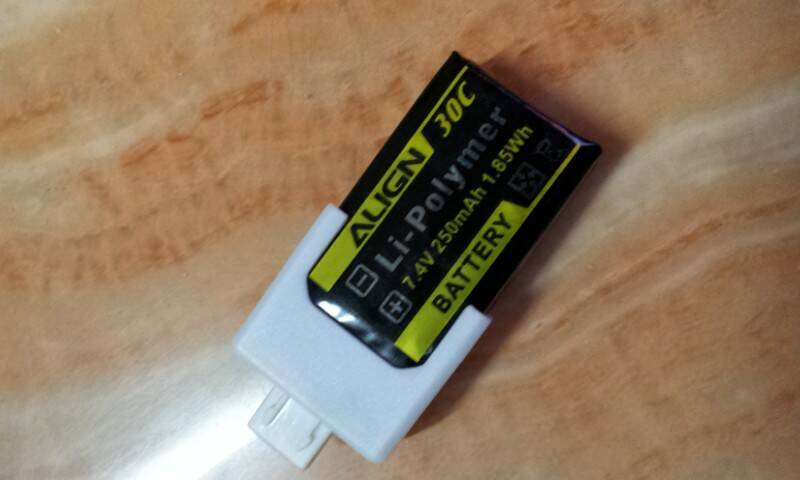 ALIGN 30C
Li-Polymer
7.4V 250mAh 1.85Wh
BATTERY